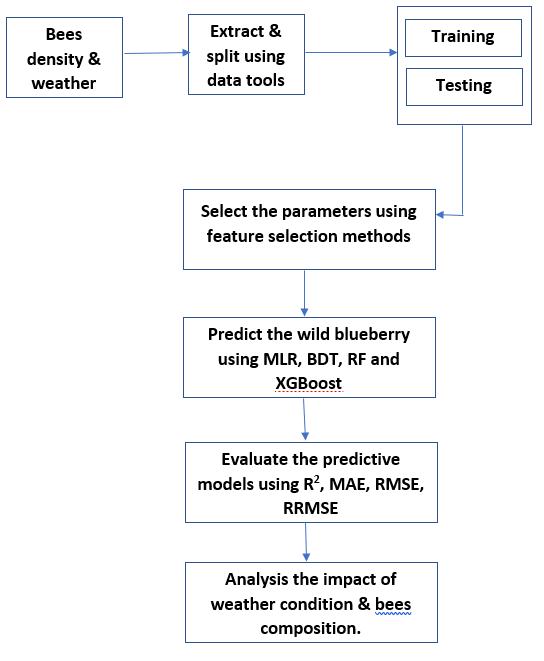 Bees
density &
weather
Extract &
split using
data tools
Training
Testing
Select the parameters using
feature selection methods
Predict the wild blueberry
using MLR, BDT, RF and
XGBoost
Evaluate the predictive
models using R², MAE, RMSE,
RRMSE
Analysis the impact of
weather condition & bees
composition.